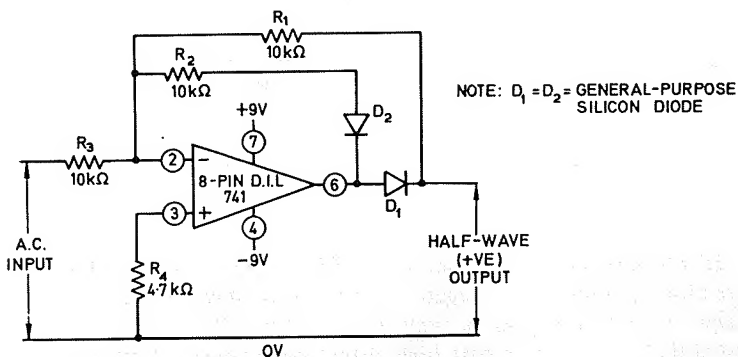 R1
10kΩ
R2
10kΩ
D2
NOTE: D1 = D2 = GENERAL-PURPOSE
SILICON DIODE
+9V
7
R3
10kΩ
2
−
8-PIN D.I.L
741
6
D1
3
+
4
−9V
A.C.
INPUT
R4
4·7kΩ
HALF-WAVE
(+VE)
OUTPUT
0V